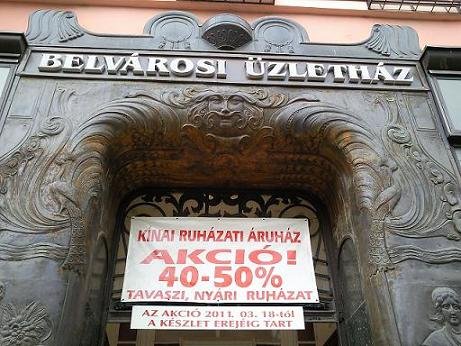 BELVÁROSI ÜZLETHÁZ
KINAI RUHÁZATI ÁRUHÁZ
AKCIÓ!
40-50%
TAVASZI, NYÁRI RUHÁZAT
AZ AKCIÓ 2011. 03. 18-tól
A KÉSZLET EREJÉIG TART